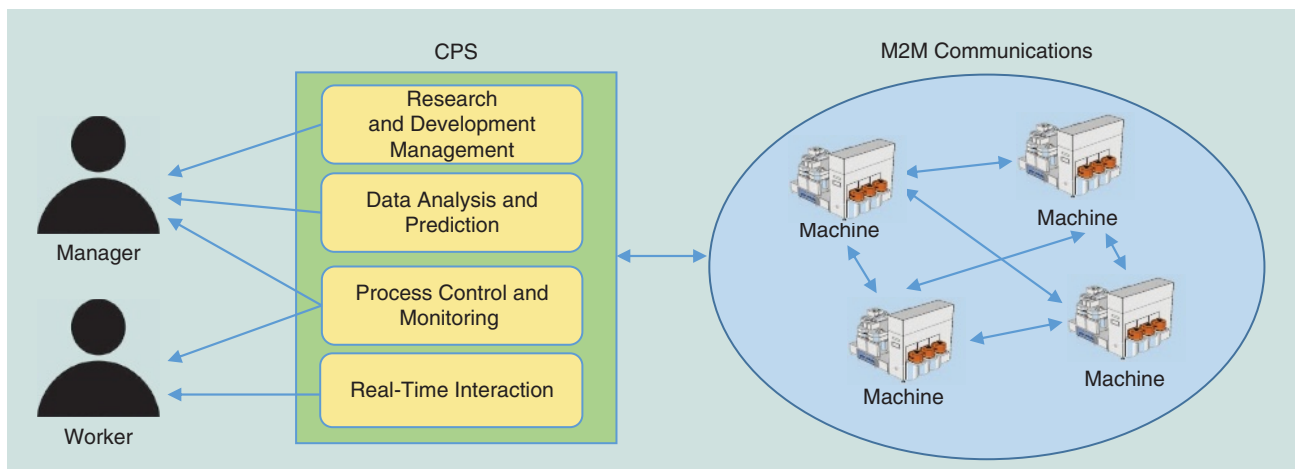 CPS
M2M Communications
Research
and Development
Management
Data Analysis and
Prediction
Process Control and
Monitoring
Real-Time Interaction
Manager
Worker
Machine
Machine
Machine
Machine